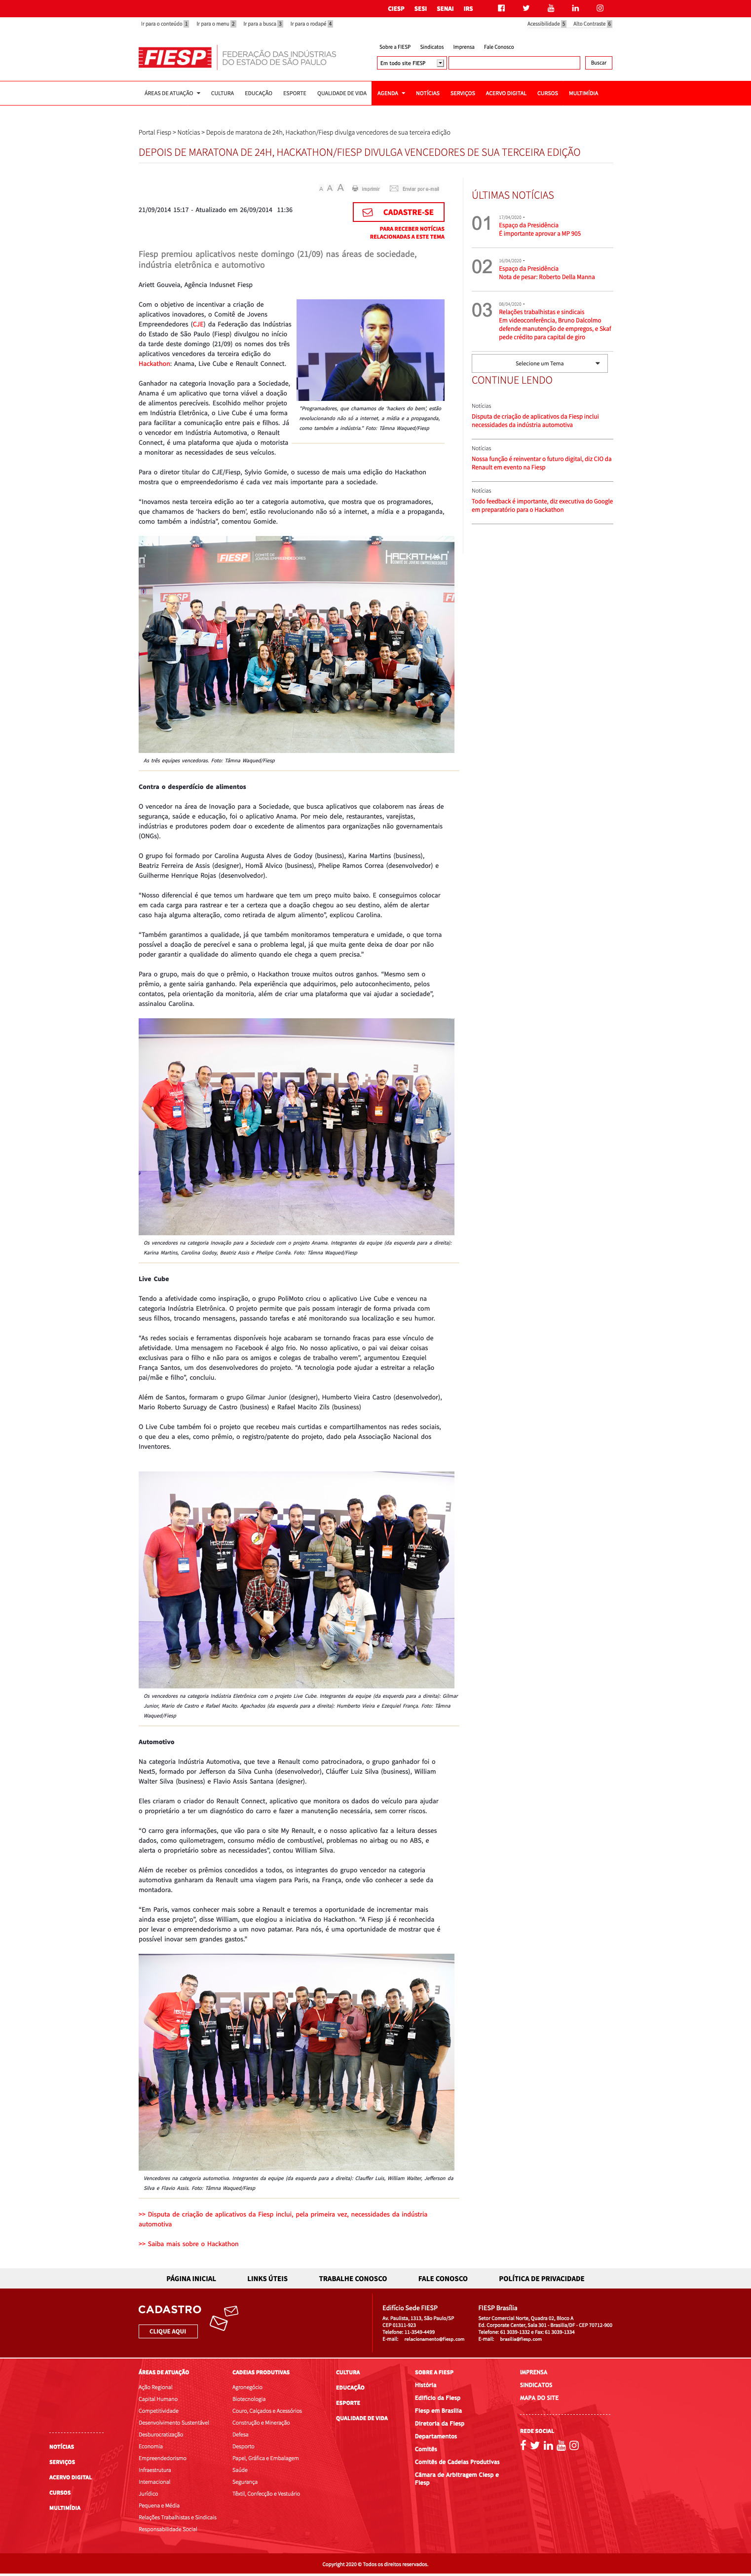 CIESP SESI SENAI IRS
Ir para o conteúdo 1 Ir para o menu 2 Ir para a busca 3 Ir para o rodapé 4 Acessibilidade 5 Alto Contraste 6
Sobre a FIESP Sindicatos Imprensa Fale Conosco
FIESP FEDERAÇÃO DAS INDÚSTRIAS
DO ESTADO DE SÃO PAULO
Em todo site FIESP Buscar
ÁREAS DE ATUAÇÃO CULTURA EDUCAÇÃO ESPORTE QUALIDADE DE VIDA AGENDA NOTÍCIAS SERVIÇOS ACERVO DIGITAL CURSOS MULTIMÍDIA
Portal Fiesp > Notícias > Depois de maratona de 24h, Hackathon/Fiesp divulga vencedores de sua terceira edição
DEPOIS DE MARATONA DE 24H, HACKATHON/FIESP DIVULGA VENCEDORES DE SUA TERCEIRA EDIÇÃO
A A A Imprimir Enviar por e-mail
21/09/2014 15:17 - Atualizado em 26/09/2014 11:36
CADASTRE-SE
PARA RECEBER NOTÍCIAS
RELACIONADAS A ESTE TEMA
Fiesp premiou aplicativos neste domingo (21/09) nas áreas de sociedade,
indústria eletrônica e automotivo
Ariett Gouveia, Agência Indusnet Fiesp
Com o objetivo de incentivar a criação de
aplicativos inovadores, o Comitê de Jovens
Empreendedores (CJE) da Federação das Indústrias
do Estado de São Paulo (Fiesp) divulgou no início
da tarde deste domingo (21/09) os nomes dos três
aplicativos vencedores da terceira edição do
Hackathon: Anama, Live Cube e Renault Connect.
Ganhador na categoria Inovação para a Sociedade,
Anama é um aplicativo que torna viável a doação
de alimentos perecíveis. Escolhido melhor projeto
em Indústria Eletrônica, o Live Cube é uma forma
para facilitar a comunicação entre pais e filhos. Já
o vencedor em Indústria Automotiva, o Renault
Connect, é uma plataforma que ajuda o motorista
a monitorar as necessidades de seus veículos.
"Programadores, que chamamos de 'hackers do bem', estão
revolucionando não só a internet, a mídia e a propaganda,
como também a indústria." Foto: Tâmna Waqued/Fiesp
Para o diretor titular do CJE/Fiesp, Sylvio Gomide, o sucesso de mais uma edição do Hackathon
mostra que o empreendedorismo é cada vez mais importante para a sociedade.
“Inovamos nesta terceira edição ao ter a categoria automotiva, que mostra que os programadores,
que chamamos de ‘hackers do bem’, estão revolucionando não só a internet, a mídia e a propaganda,
como também a indústria”, comentou Gomide.
FIESP COMITÊ DE JOVENS EMPREENDEDORES HACKATHON
As três equipes vencedoras. Foto: Tâmna Waqued/Fiesp
Contra o desperdício de alimentos
O vencedor na área de Inovação para a Sociedade, que busca aplicativos que colaborem nas áreas de
segurança, saúde e educação, foi o aplicativo Anama. Por meio dele, restaurantes, varejistas,
indústrias e produtores podem doar o excedente de alimentos para organizações não governamentais
(ONGs).
O grupo foi formado por Carolina Augusta Alves de Godoy (business), Karina Martins (business),
Beatriz Ferreira de Assis (designer), Homã Alvico (business), Phelipe Ramos Correa (desenvolvedor) e
Guilherme Henrique Rojas (desenvolvedor).
“Nosso diferencial é que temos um hardware que tem um preço muito baixo. E conseguimos colocar
em cada carga para rastrear e ter a certeza que a doação chegou ao seu destino, além de alertar
caso haja alguma alteração, como retirada de algum alimento”, explicou Carolina.
“Também garantimos a qualidade, já que também monitoramos temperatura e umidade, o que torna
possível a doação de perecível e sana o problema legal, já que muita gente deixa de doar por não
poder garantir a qualidade do alimento quando ele chega a quem precisa.”
Para o grupo, mais do que o prêmio, o Hackathon trouxe muitos outros ganhos. “Mesmo sem o
prêmio, a gente sairia ganhando. Pela experiência que adquirimos, pelo autoconhecimento, pelos
contatos, pela orientação da monitoria, além de criar uma plataforma que vai ajudar a sociedade”,
assinalou Carolina.
Os vencedores na categoria Inovação para a Sociedade com o projeto Anama. Integrantes da equipe (da esquerda para a direita):
Karina Martins, Carolina Godoy, Beatriz Assis e Phelipe Corrêa. Foto: Tâmna Waqued/Fiesp
Live Cube
Tendo a afetividade como inspiração, o grupo PoliMoto criou o aplicativo Live Cube e venceu na
categoria Indústria Eletrônica. O projeto permite que pais possam interagir de forma privada com
seus filhos, trocando mensagens, passando tarefas e até monitorando sua localização e seu humor.
“As redes sociais e ferramentas disponíveis hoje acabaram se tornando fracas para esse vínculo de
afetividade. Uma mensagem no Facebook é algo frio. No nosso aplicativo, o pai vai deixar coisas
exclusivas para o filho e não para os amigos e colegas de trabalho verem”, argumentou Ezequiel
França Santos, um dos desenvolvedores do projeto. “A tecnologia pode ajudar a estreitar a relação
pai/mãe e filho”, concluiu.
Além de Santos, formaram o grupo Gilmar Junior (designer), Humberto Vieira Castro (desenvolvedor),
Mario Roberto Suruagy de Castro (business) e Rafael Macito Zils (business)
O Live Cube também foi o projeto que recebeu mais curtidas e compartilhamentos nas redes sociais,
o que deu a eles, como prêmio, o registro/patente do projeto, dado pela Associação Nacional dos
Inventores.
Os vencedores na categoria Indústria Eletrônica com o projeto Live Cube. Integrantes da equipe (da esquerda para a direita): Gilmar
Junior, Mario de Castro e Rafael Macito. Agachados (da esquerda para a direita): Humberto Vieira e Ezequiel França. Foto: Tâmna
Waqued/Fiesp
Automotivo
Na categoria Indústria Automotiva, que teve a Renault como patrocinadora, o grupo ganhador foi o
NextS, formado por Jefferson da Silva Cunha (desenvolvedor), Cláuffer Luiz Silva (business), William
Walter Silva (business) e Flavio Assis Santana (designer).
Eles criaram o criador do Renault Connect, aplicativo que monitora os dados do veículo para ajudar
o proprietário a ter um diagnóstico do carro e fazer a manutenção necessária, sem correr riscos.
“O carro gera informações, que vão para o site My Renault, e o nosso aplicativo faz a leitura desses
dados, como quilometragem, consumo médio de combustível, problemas no airbag ou no ABS, e
alerta o proprietário sobre as necessidades”, contou William Silva.
Além de receber os prêmios concedidos a todos, os integrantes do grupo vencedor na categoria
automotiva ganharam da Renault uma viagem para Paris, na França, onde vão conhecer a sede da
montadora.
“Em Paris, vamos conhecer mais sobre a Renault e teremos a oportunidade de incrementar mais
ainda esse projeto”, disse William, que elogiou a iniciativa do Hackathon. “A Fiesp já é reconhecida
por levar o empreendedorismo a um novo patamar. Para nós, é uma oportunidade de mostrar que é
possível inovar sem grandes gastos.”
Vencedores na categoria automotiva. Integrantes da equipe (da esquerda para a direita): Clauffer Luis, William Walter, Jefferson da
Silva e Flavio Assis. Foto: Tâmna Waqued/Fiesp
>> Disputa de criação de aplicativos da Fiesp inclui, pela primeira vez, necessidades da indústria
automotiva
>> Saiba mais sobre o Hackathon
ÚLTIMAS NOTÍCIAS
01 17/04/2020 -
Espaço da Presidência
É importante aprovar a MP 905
02 16/04/2020 -
Espaço da Presidência
Nota de pesar: Roberto Della Manna
03 08/04/2020 -
Relações trabalhistas e sindicais
Em videoconferência, Bruno Dalcolmo
defende manutenção de empregos, e Skaf
pede crédito para capital de giro
Selecione um Tema
CONTINUE LENDO
Notícias
Disputa de criação de aplicativos da Fiesp inclui
necessidades da indústria automotiva
Notícias
Nossa função é reinventar o futuro digital, diz CIO da
Renault em evento na Fiesp
Notícias
Todo feedback é importante, diz executiva do Google
em preparatório para o Hackathon
PÁGINA INICIAL LINKS ÚTEIS TRABALHE CONOSCO FALE CONOSCO POLÍTICA DE PRIVACIDADE
CADASTRO
CLIQUE AQUI
Edifício Sede FIESP
Av. Paulista, 1313, São Paulo/SP
CEP 01311-923
Telefone: 11-3549-4499
E-mail: relacionamento@fiesp.com
FIESP Brasília
Setor Comercial Norte, Quadra 02, Bloco A
Ed. Corporate Center, Sala 301 - Brasília/DF - CEP 70712-900
Telefone: 61 3039-1332 e Fax: 61 3039-1334
E-mail: brasilia@fiesp.com
NOTÍCIAS
SERVIÇOS
ACERVO DIGITAL
CURSOS
MULTIMÍDIA
ÁREAS DE ATUAÇÃO
Ação Regional
Capital Humano
Competitividade
Desenvolvimento Sustentável
Desburocratização
Economia
Empreendedorismo
Infraestrutura
Internacional
Jurídico
Pequena e Média
Relações Trabalhistas e Sindicais
Responsabilidade Social
CADEIAS PRODUTIVAS
Agronegócio
Biotecnologia
Couro, Calçados e Acessórios
Construção e Mineração
Defesa
Desporto
Papel, Gráfica e Embalagem
Saúde
Segurança
Têxtil, Confecção e Vestuário
CULTURA
EDUCAÇÃO
ESPORTE
QUALIDADE DE VIDA
SOBRE A FIESP
História
Edifício da Fiesp
Fiesp em Brasília
Diretoria da Fiesp
Departamentos
Comitês
Comitês de Cadeias Produtivas
Câmara de Arbitragem Ciesp e
Fiesp
IMPRENSA
SINDICATOS
MAPA DO SITE
REDE SOCIAL
Copyright 2020 © Todos os direitos reservados.